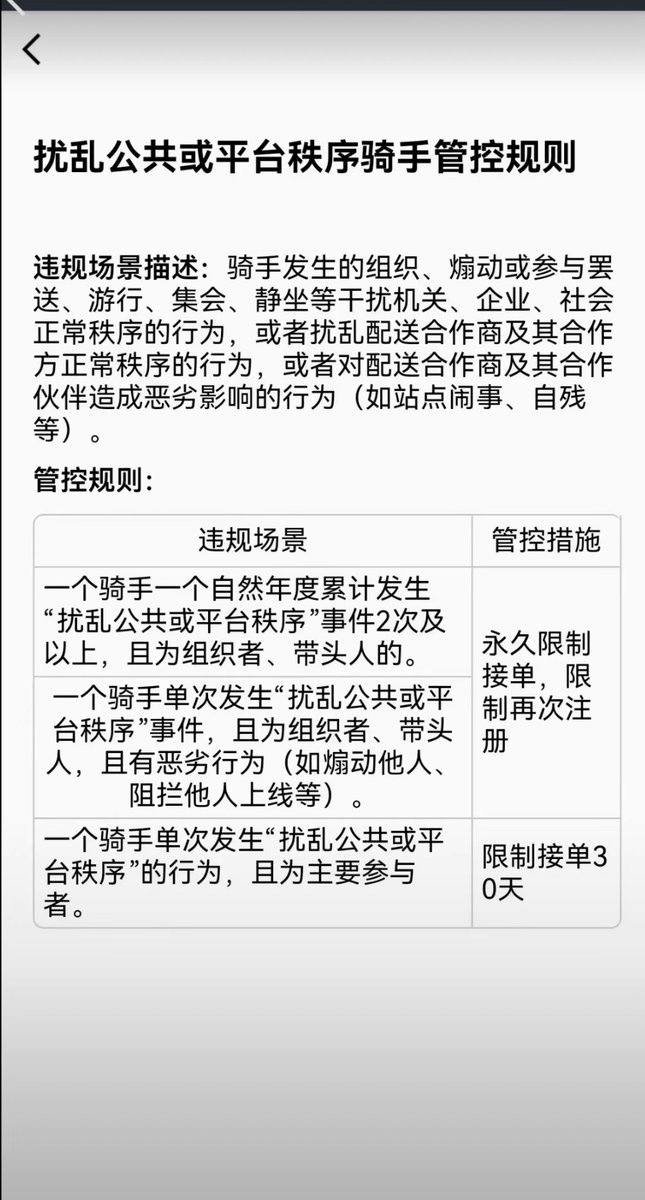 扰乱公共或平台秩序骑手管控规则
违规场景描述：骑手发生的组织、煽动或参与罢
送、游行、集会、静坐等干扰机关、企业、社会
正常秩序的行为，或者扰乱配送合作商及其合作
方正常秩序的行为，或者对配送合作商及其合作
伙伴造成恶劣影响的行为（如站点闹事、自残
等）。
管控规则：
违规场景
管控措施
一个骑手一个自然年度累计发生
“扰乱公共或平台秩序”事件2次及
以上，且为组织者、带头人的。
一个骑手单次发生“扰乱公共或平
台秩序”事件，且为组织者、带头
人，且有恶劣行为（如煽动他人、
阻拦他人上线等）。
永久限制
接单，限
制再次注
册
一个骑手单次发生“扰乱公共或平
台秩序”的行为，且为主要参与
者。
限制接单3
0天